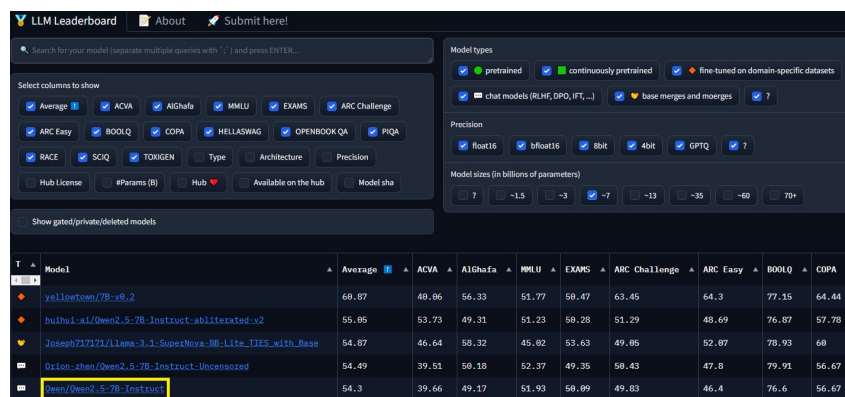 LLM Leaderboard About Submit here!
Search for your model (separate multiple queries with `;`) and press ENTER...
Select columns to show
Average ACVA AlGhafa MMLU EXAMS ARC Challenge
ARC Easy BOOLQ COPA HELLASWAG OPENBOOK QA PIQA
RACE SCIQ TOXIGEN Type Architecture Precision
Hub License #Params (B) Hub Available on the hub Model sha
Show gated/private/deleted models
Model types
pretrained continuously pretrained fine-tuned on domain-specific datasets
chat models (RLHF, DPO, IFT, ...) base merges and moerges ?
Precision
float16 bfloat16 8bit 4bit GPTQ ?
Model sizes (in billions of parameters)
? ~1.5 ~3 ~7 ~13 ~35 ~60 70+
T Model Average ACVA AlGhafa MMLU EXAMS ARC Challenge ARC Easy BOOLQ COPA
yellowtown/7B-v0.2 60.87 40.06 56.33 51.77 50.47 63.45 64.3 77.15 64.44
huihui-ai/Qwen2.5-7B-Instruct-abliterated-v2 55.05 53.73 49.31 51.23 50.28 51.29 48.69 76.87 57.78
Joseph717171/Llama-3.1-SuperNova-8B-Lite_TIES_with_Base 54.87 46.64 58.32 45.02 53.63 49.05 52.07 78.93 60
Orion-zhen/Qwen2.5-7B-Instruct-Uncensored 54.49 39.51 50.18 52.37 49.35 50.43 47.8 79.91 56.67
Qwen/Qwen2.5-7B-Instruct 54.3 39.66 49.17 51.93 50.09 49.83 46.4 76.6 56.67